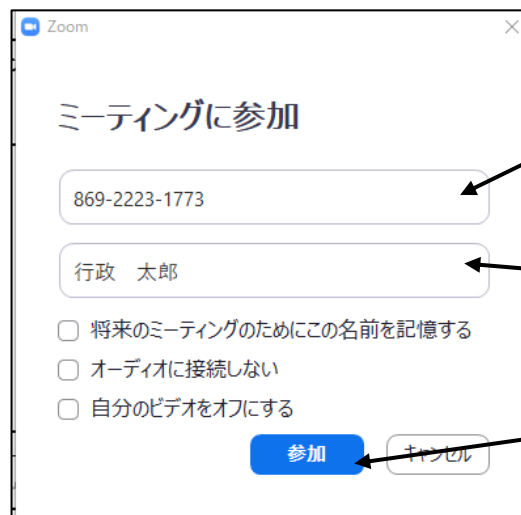 Zoom
ミーティングに参加
869-2223-1773
行政　太郎
将来のミーティングのためにこの名前を記憶する
オーディオに接続しない
自分のビデオをオフにする
参加
キャンセル